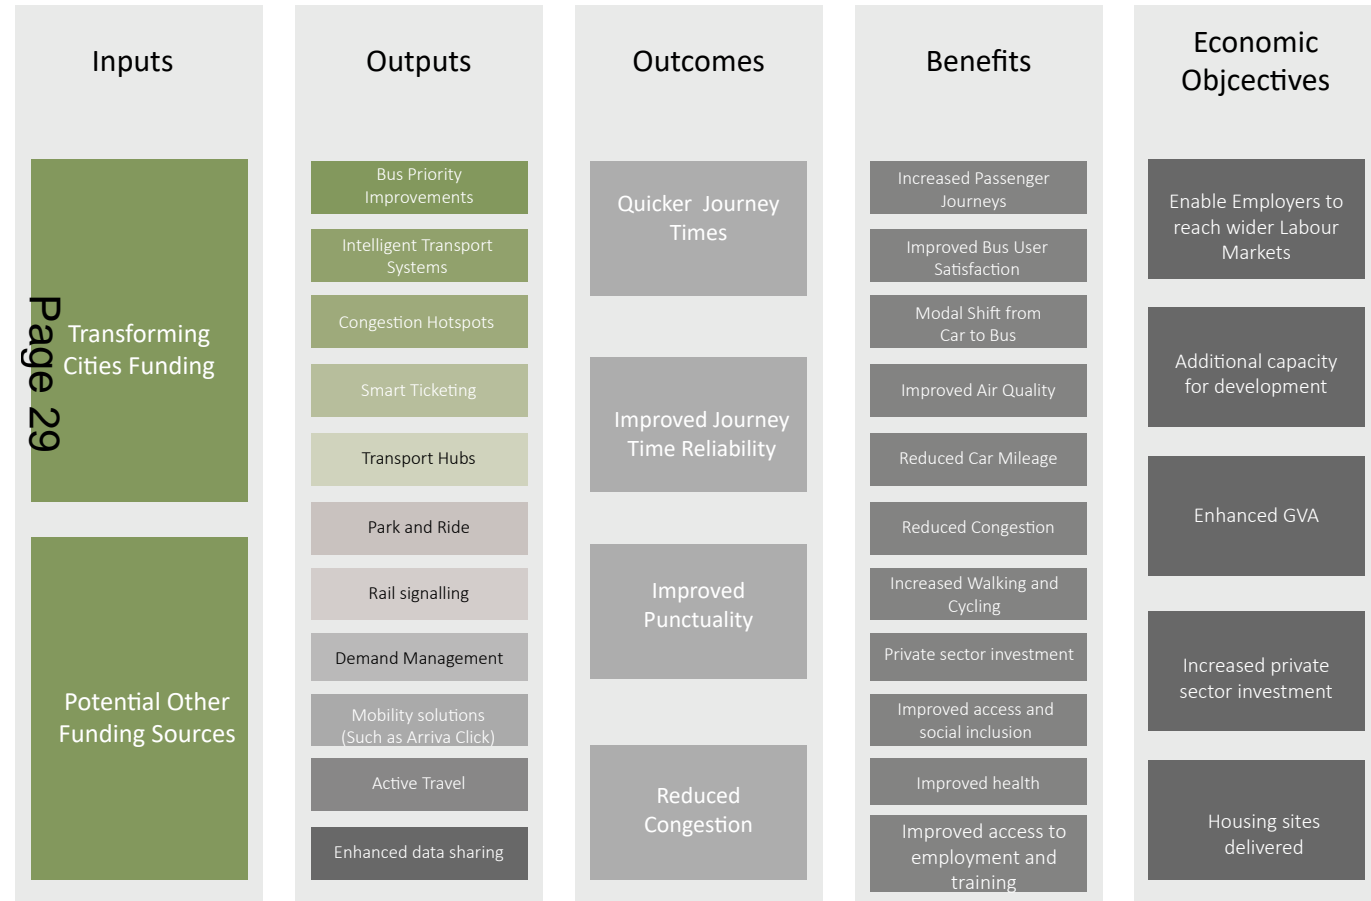 Inputs
Transforming
Cities Funding
Potential Other
Funding Sources
Page 29
Outputs
Bus Priority
Improvements
Intelligent Transport
Systems
Congestion Hotspots
Smart Ticketing
Transport Hubs
Park and Ride
Rail signalling
Demand Management
Mobility solutions
(Such as Arriva Click)
Active Travel
Enhanced data sharing
Outcomes
Quicker Journey
Times
Improved Journey
Time Reliability
Improved
Punctuality
Reduced
Congestion
Benefits
Increased Passenger
Journeys
Improved Bus User
Satisfaction
Modal Shift from
Car to Bus
Improved Air Quality
Reduced Car Mileage
Reduced Congestion
Increased Walking and
Cycling
Private sector investment
Improved access and
social inclusion
Improved health
Improved access to
employment and
training
Economic
Objcectives
Enable Employers to
reach wider Labour
Markets
Additional capacity
for development
Enhanced GVA
Increased private
sector investment
Housing sites
delivered